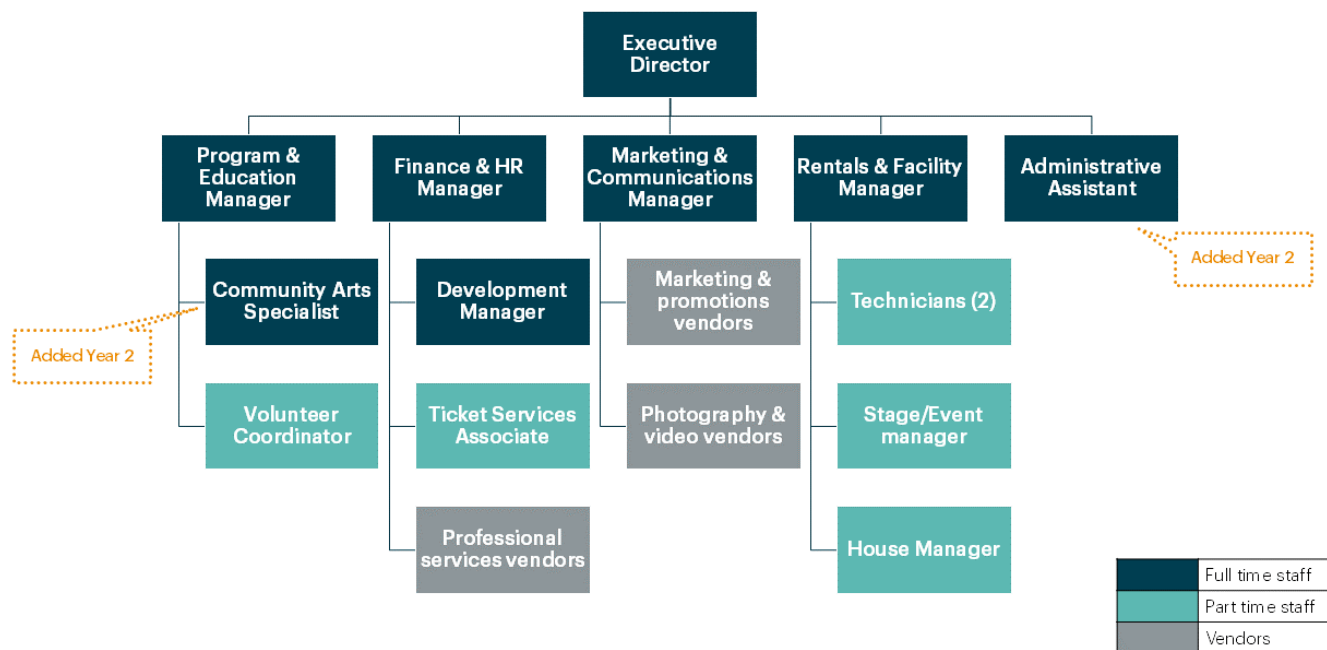 Executive
Director
Program &
Education
Manager
Finance & HR
Manager
Marketing &
Communications
Manager
Rentals & Facility
Manager
Administrative
Assistant
Added Year 2
Community Arts
Specialist
Added Year 2
Development
Manager
Marketing &
promotions
vendors
Technicians (2)
Volunteer
Coordinator
Ticket Services
Associate
Photography &
video vendors
Stage/Event
manager
Professional
services vendors
House Manager
Full time staff
Part time staff
Vendors